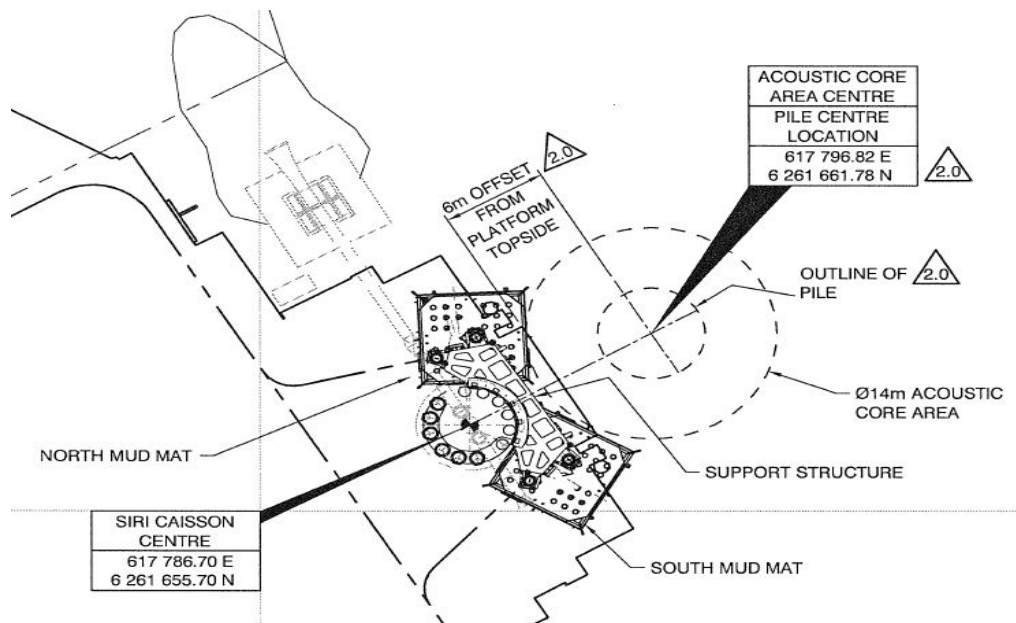 ACOUSTIC CORE
AREA CENTRE
PILE CENTRE
LOCATION
617 796.82 E
6 261 661.78 N
2.0
6m OFFSET
FROM
PLATFORM
TOPSIDE
2.0
OUTLINE OF
PILE
2.0
Ø14m ACOUSTIC
CORE AREA
NORTH MUD MAT
SUPPORT STRUCTURE
SIRI CAISSON
CENTRE
617 786.70 E
6 261 655.70 N
SOUTH MUD MAT